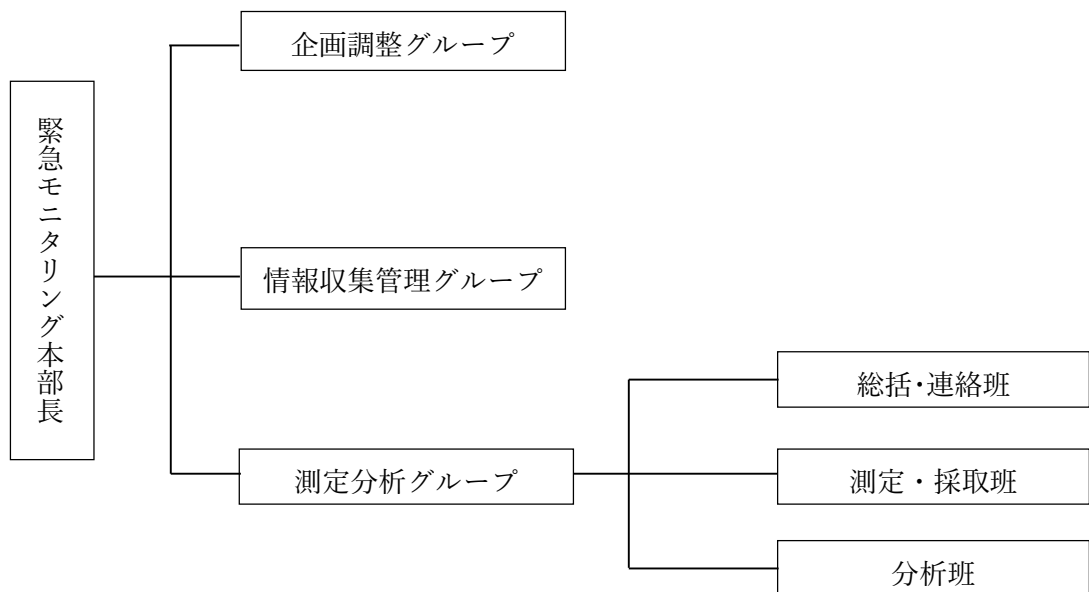 緊急モニタリング本部長
企画調整グループ
情報収集管理グループ
測定分析グループ
総括･連絡班
測定・採取班
分析班